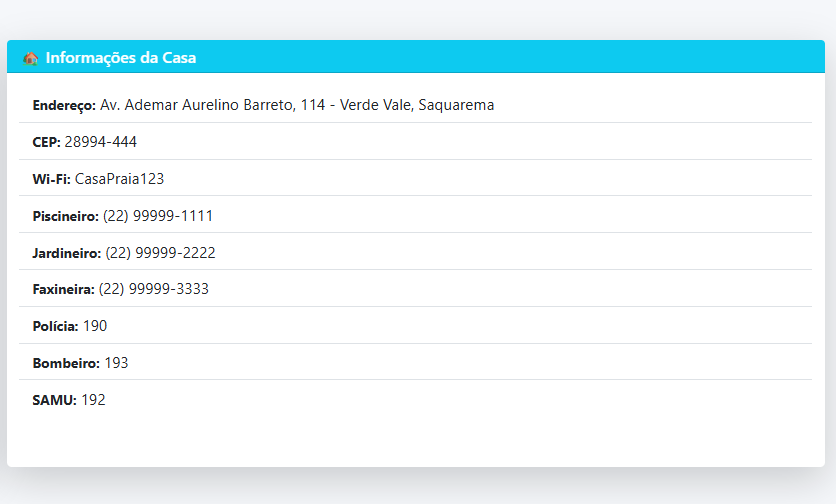 Informações da Casa
Endereço: Av. Ademar Aurelino Barreto, 114 - Verde Vale, Saquarema
CEP: 28994-444
Wi-Fi: CasaPraia123
Piscineiro: (22) 99999-1111
Jardineiro: (22) 99999-2222
Faxineira: (22) 99999-3333
Polícia: 190
Bombeiro: 193
SAMU: 192